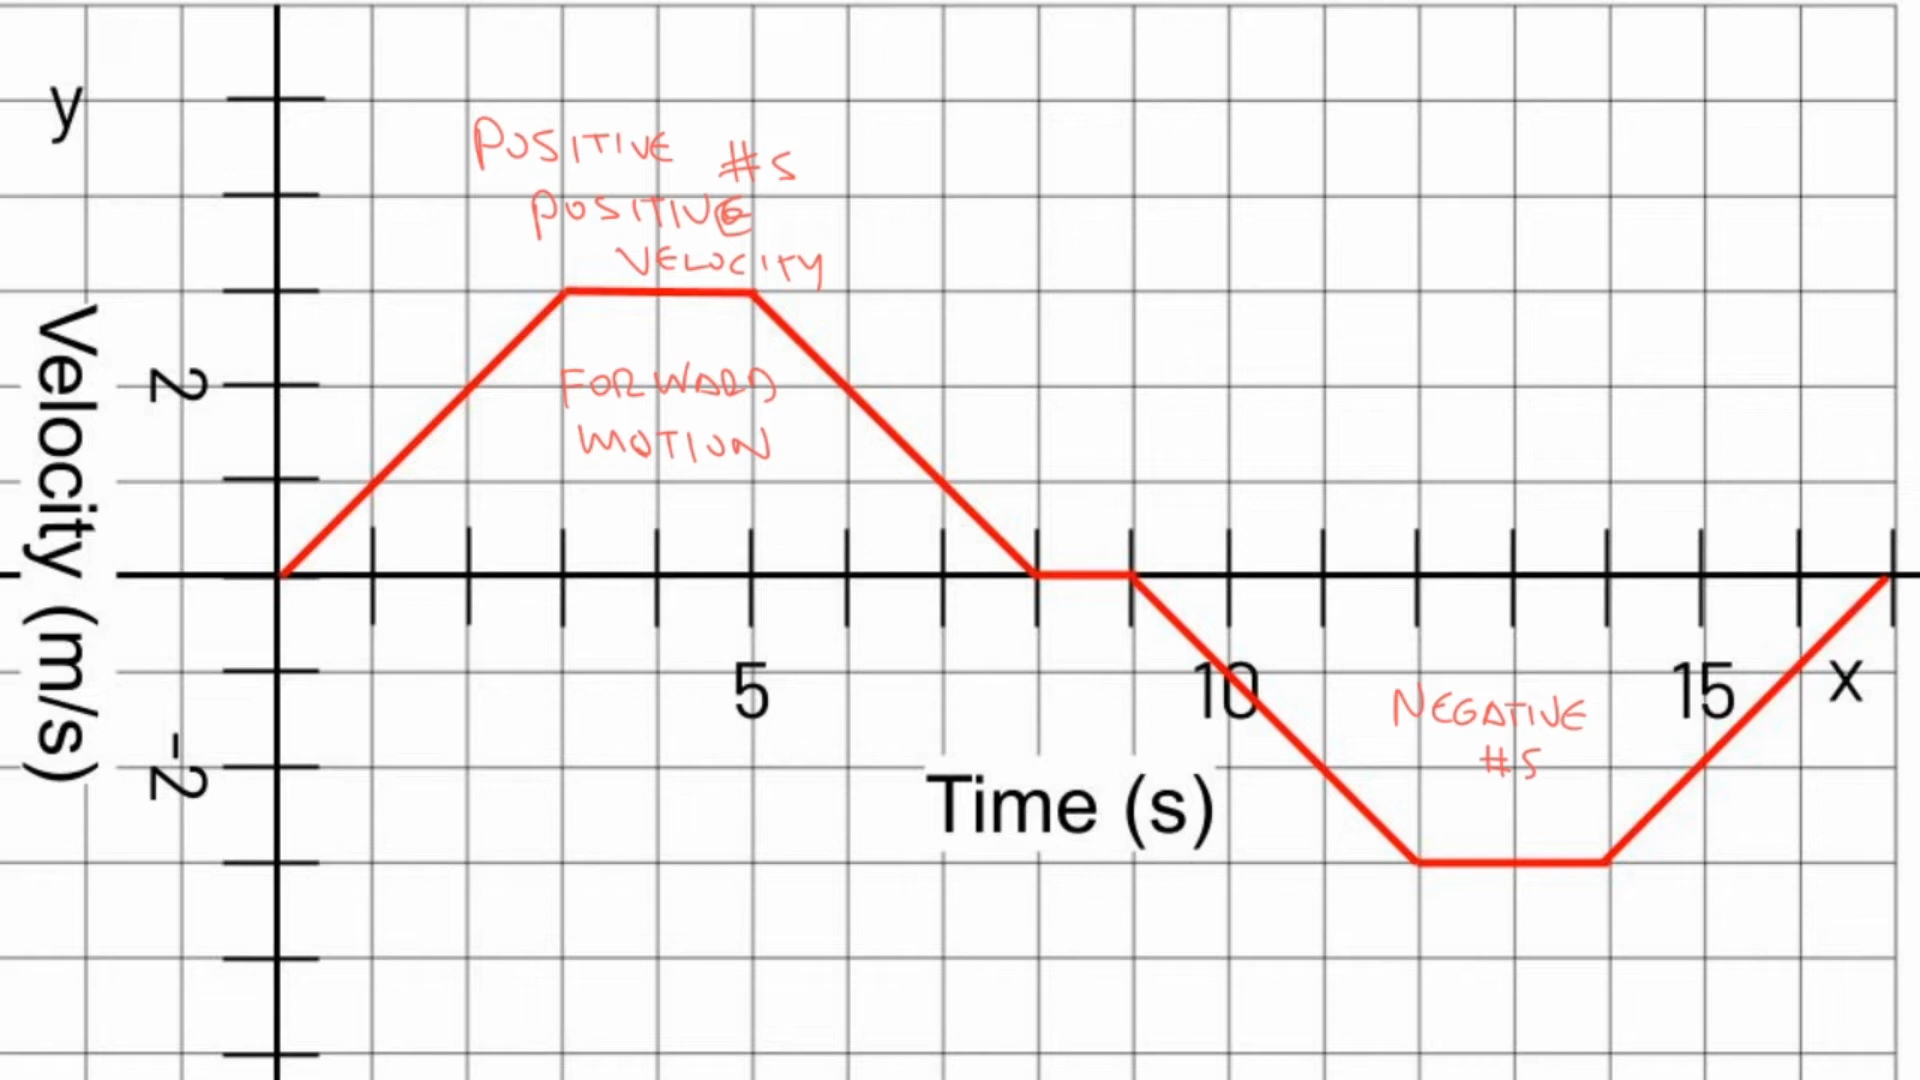 y
POSITIVE #S
POSITIVE
VELOCITY
FORWARD
MOTION
Velocity (m/s)
2
-2
5
10
15
x
NEGATIVE
#S
Time (s)